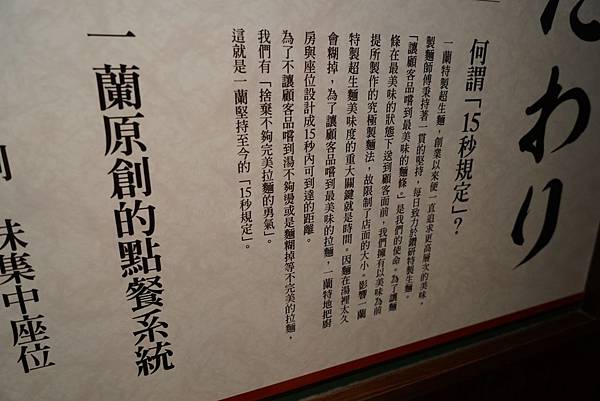 たわり
何謂「15秒規定」?
一蘭特製超生麵，創業以來便一直追求更高層次的美味。
製麵師傅秉持著一貫的堅持，每日致力於鑽研特製生麵。
「讓顧客品嚐到最美味的麵條。」是我們的使命。為了讓麵
條在最美味的狀態下送到顧客面前，我們擁有以美味為前
提所製作的究極製麵法，故限制了店面的大小。影響一蘭
特製超生麵美味度的重大關鍵就是時間。因麵在湯裡太久
會糊掉，為了讓顧客品嚐到最美味的拉麵，一蘭特地把廚
房與座位設計成15秒內可到達的距離。
為了不讓顧客品嚐到湯不夠燙或是麵糊掉等不完美的拉麵，
我們有「捨棄不夠完美拉麵的勇氣」。
這就是一蘭堅持至今的「15秒規定」。
一蘭原創的點餐系統
味集中座位